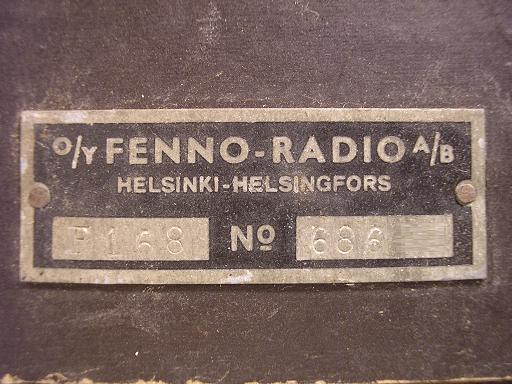 O/Y FENNO-RADIO A/B
HELSINKI-HELSINGFORS
F168 No 686